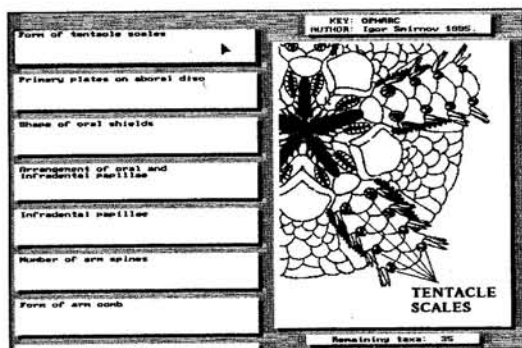 Form of tentacle scales
Primary plates on aboral disc
Shape of oral shields
Arrangement of oral and
infradental papillae
Infradental papillae
Number of arm spines
Form of arm comb
KEY: OPHARC
AUTHOR: Igor Smirnov 1995.
TENTACLE
SCALES
Remaining taxa: 35